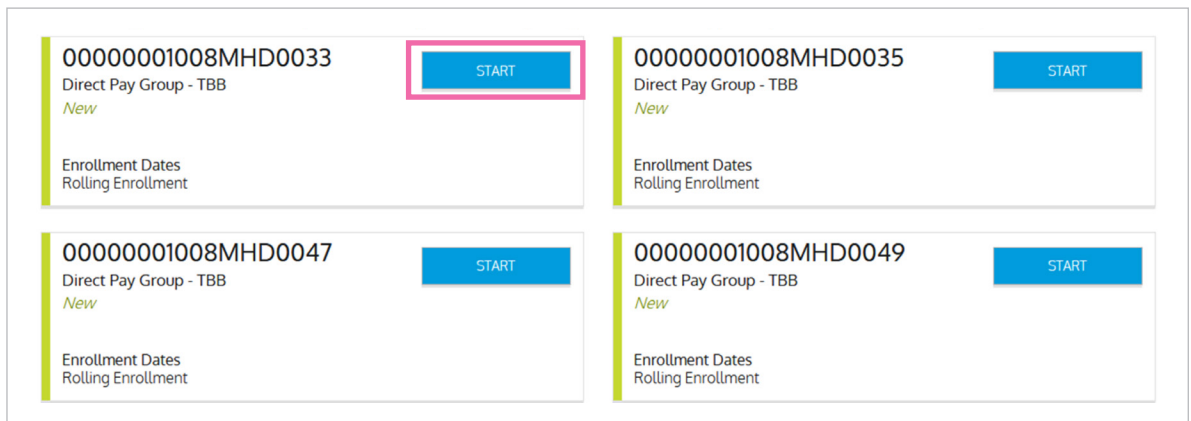 00000001008MHD0033
START
Direct Pay Group - TBB
New
Enrollment Dates
Rolling Enrollment
00000001008MHD0035
START
Direct Pay Group - TBB
New
Enrollment Dates
Rolling Enrollment
00000001008MHD0047
START
Direct Pay Group - TBB
New
Enrollment Dates
Rolling Enrollment
00000001008MHD0049
START
Direct Pay Group - TBB
New
Enrollment Dates
Rolling Enrollment